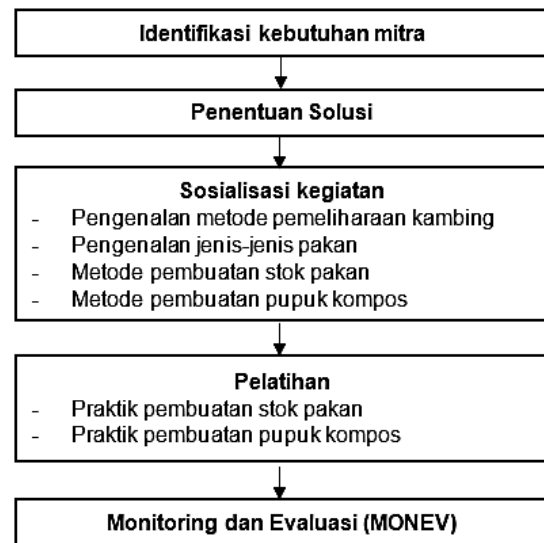 Identifikasi kebutuhan mitra
Penentuan Solusi
Sosialisasi kegiatan
- Pengenalan metode pemeliharaan kambing
- Pengenalan jenis-jenis pakan
- Metode pembuatan stok pakan
- Metode pembuatan pupuk kompos
Pelatihan
- Praktik pembuatan stok pakan
- Praktik pembuatan pupuk kompos
Monitoring dan Evaluasi (MONEV)